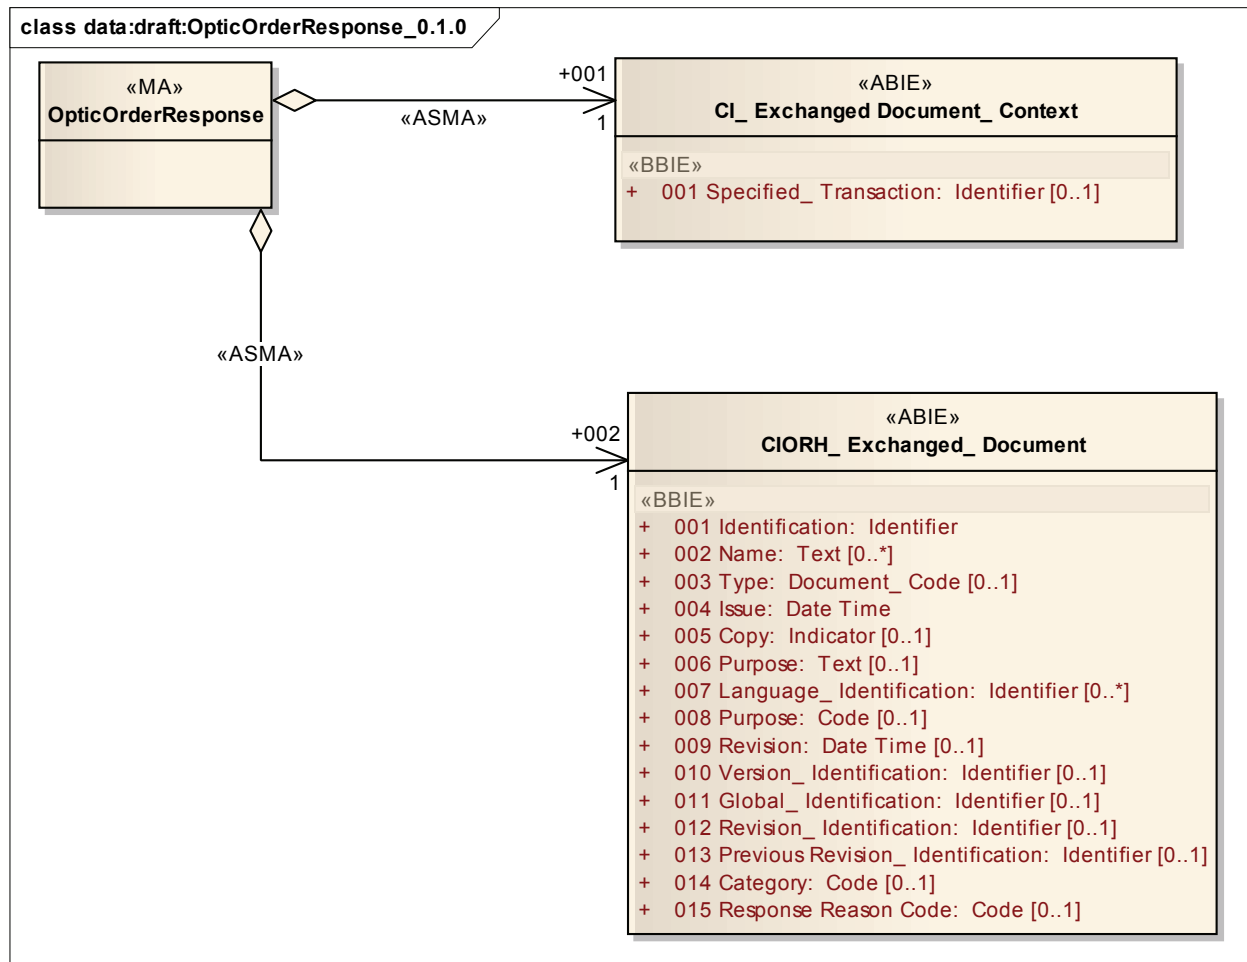 class data:draft:OpticOrderResponse_0.1.0
«MA»
OpticOrderResponse
+001
1
«ASMA»
«ABIE»
CI_ Exchanged Document_ Context
«BBIE»
+ 001 Specified_ Transaction: Identifier [0..1]
«ASMA»
+002
1
«ABIE»
CIORH_ Exchanged_ Document
«BBIE»
+ 001 Identification: Identifier
+ 002 Name: Text [0..*]
+ 003 Type: Document_ Code [0..1]
+ 004 Issue: Date Time
+ 005 Copy: Indicator [0..1]
+ 006 Purpose: Text [0..1]
+ 007 Language_ Identification: Identifier [0..*]
+ 008 Purpose: Code [0..1]
+ 009 Revision: Date Time [0..1]
+ 010 Version_ Identification: Identifier [0..1]
+ 011 Global_ Identification: Identifier [0..1]
+ 012 Revision_ Identification: Identifier [0..1]
+ 013 Previous Revision_ Identification: Identifier [0..1]
+ 014 Category: Code [0..1]
+ 015 Response Reason Code: Code [0..1]